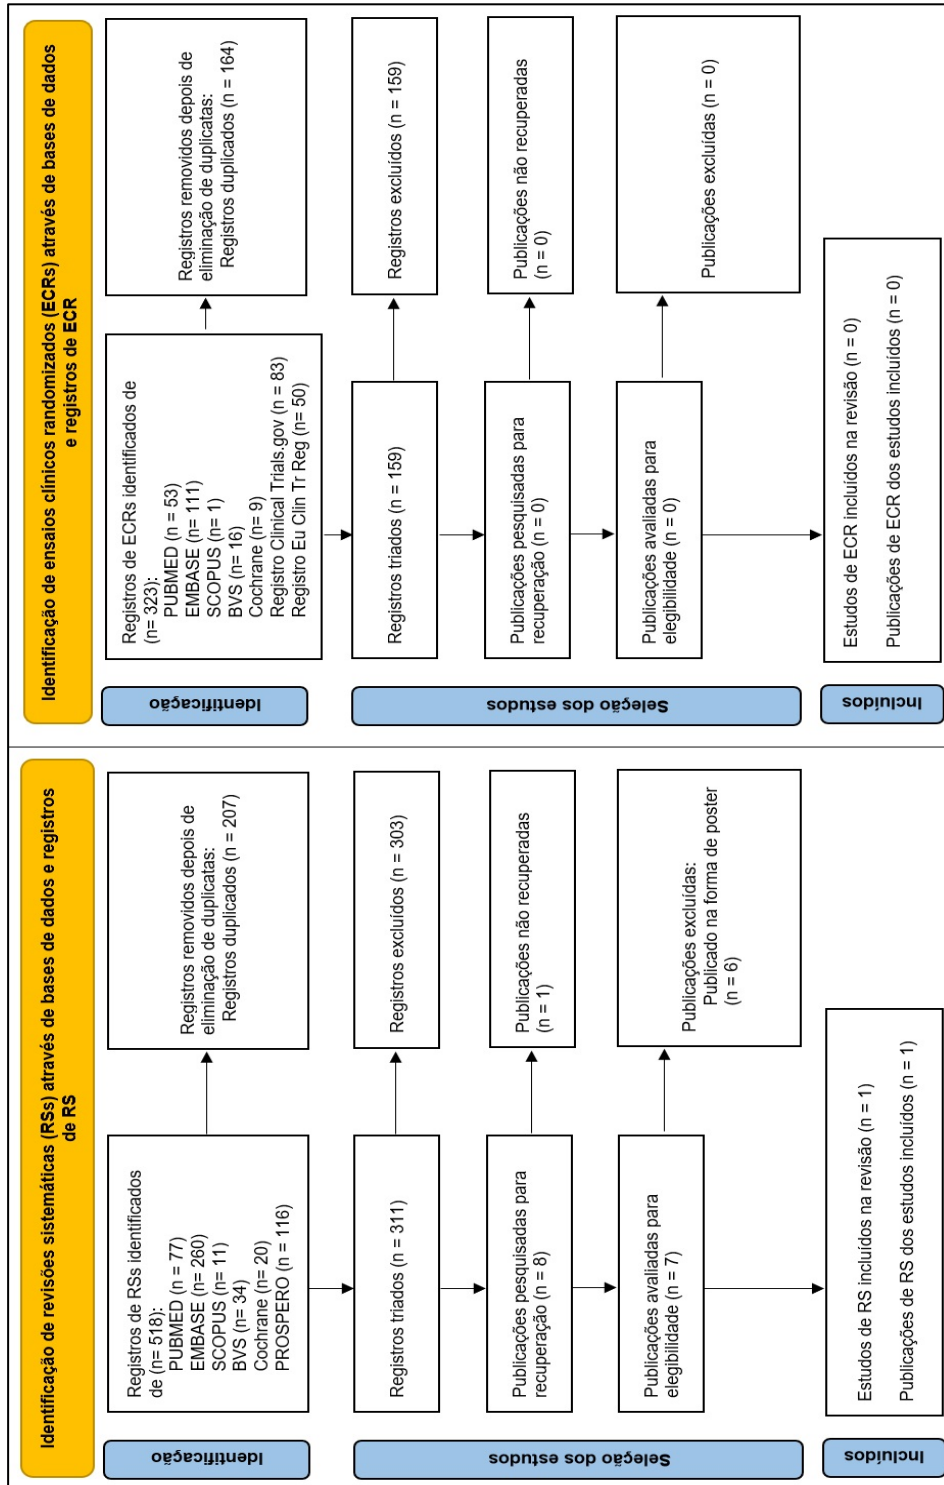 Identificação de revisões sistemáticas (RSs) através de bases de dados e registros
de RS
Identificação
Registros de RSs identificados
de (n= 518):
PUBMED (n = 77)
EMBASE (n= 260)
SCOPUS (n = 11)
BVS (n= 34)
Cochrane (n= 20)
PROSPERO (n = 116)
Registros removidos depois de
eliminação de duplicatas:
Registros duplicados (n = 207)
Seleção dos estudos
Registros triados (n = 311)
Registros excluídos (n = 303)
Publicações pesquisadas para
recuperação (n = 8)
Publicações não recuperadas
(n = 1)
Publicações avaliadas para
elegibilidade (n = 7)
Publicações excluídas:
Publicado na forma de poster
(n = 6)
Incluídos
Estudos de RS incluídos na revisão (n = 1)
Publicações de RS dos estudos incluídos (n = 1)
Identificação de ensaios clínicos randomizados (ECRs) através de bases de dados
e registros de ECR
Identificação
Registros de ECRs identificados de
(n= 323):
PUBMED (n = 53)
EMBASE (n= 111)
SCOPUS (n= 1)
BVS (n= 16)
Cochrane (n= 9)
Registro Clinical Trials.gov (n = 83)
Registro Eu Clin Tr Reg (n= 50)
Registros removidos depois de
eliminação de duplicatas:
Registros duplicados (n = 164)
Seleção dos estudos
Registros triados (n = 159)
Registros excluídos (n = 159)
Publicações pesquisadas para
recuperação (n = 0)
Publicações não recuperadas
(n = 0)
Publicações avaliadas para
elegibilidade (n = 0)
Publicações excluídas (n = 0)
Incluídos
Estudos de ECR incluídos na revisão (n = 0)
Publicações de ECR dos estudos incluídos (n = 0)